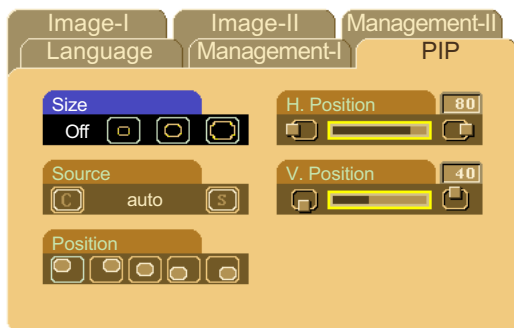 Image-I Image-II Management-II
Language Management-I PIP
Size H. Position 80
Off
Source V. Position 40
C auto S
Position